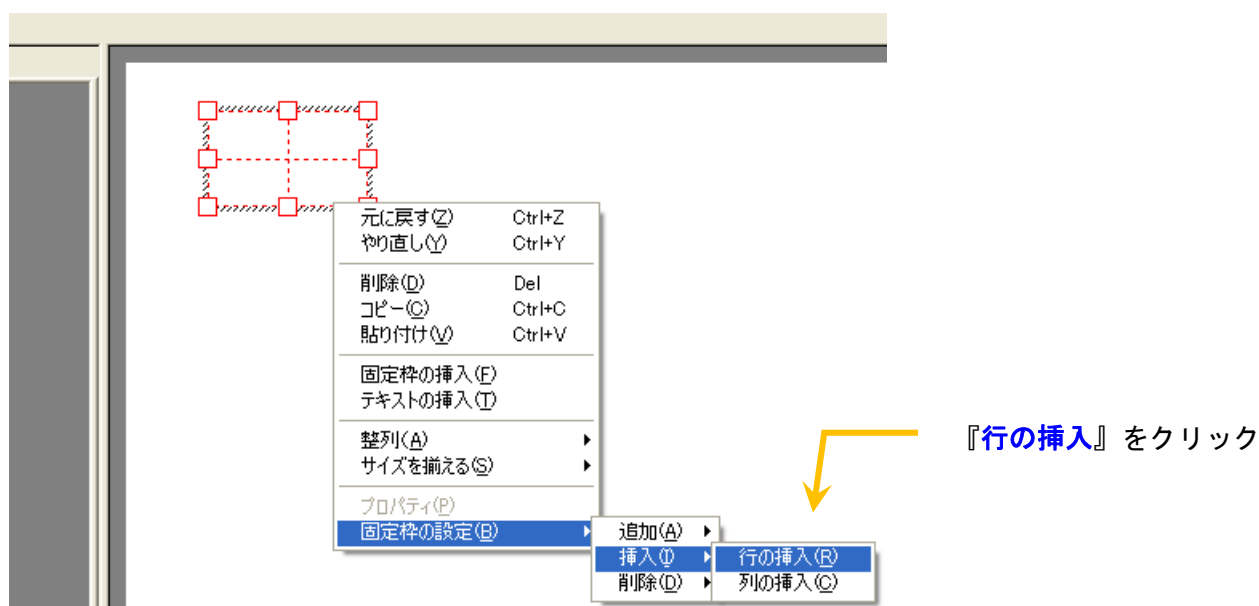 元に戻す(Z) Ctrl+Z
やり直し(Y) Ctrl+Y
削除(D) Del
コピー(C) Ctrl+C
貼り付け(V) Ctrl+V
固定枠の挿入(F)
テキストの挿入(T)
整列(A)
サイズを揃える(S)
プロパティ(P)
固定枠の設定(B)
追加(A)
挿入(I)
削除(D)
行の挿入(R)
列の挿入(C)
『行の挿入』をクリック